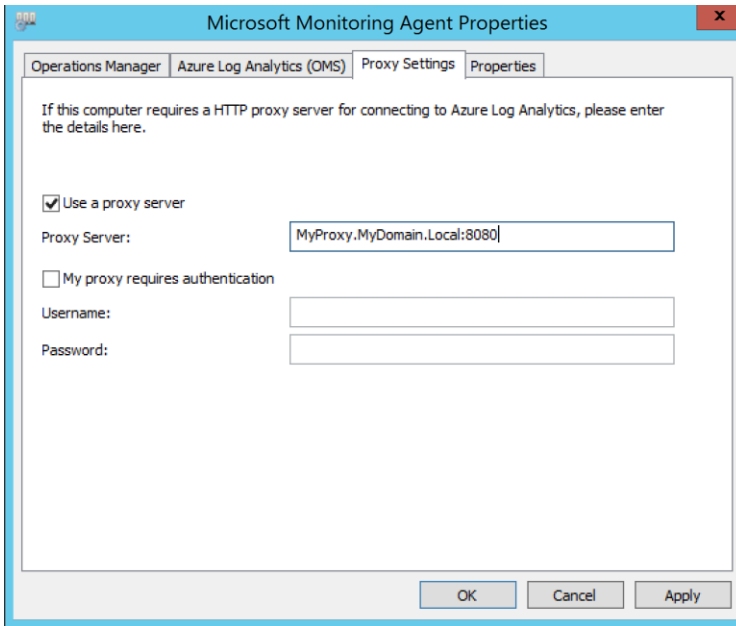 Microsoft Monitoring Agent Properties
x
Operations Manager
Azure Log Analytics (OMS)
Proxy Settings
Properties
If this computer requires a HTTP proxy server for connecting to Azure Log Analytics, please enter
the details here.
Use a proxy server
Proxy Server:
MyProxy.MyDomain.Local:8080
My proxy requires authentication
Username:
Password:
OK
Cancel
Apply